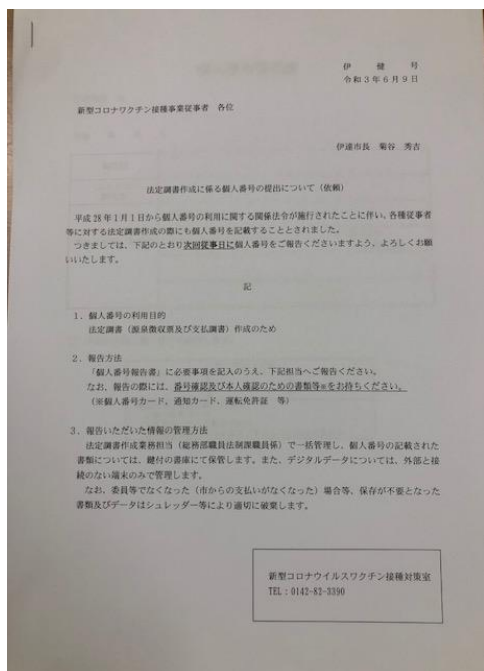 伊　健　号
令和３年６月９日
新型コロナワクチン接種事業従事者　各位
伊達市長　菊谷　秀吉
法定調書作成に係る個人番号の提出について（依頼）
平成 28 年 1 月 1 日から個人番号の利用に関する関係法令が施行されたことに伴い、各種従事者
等に対する法定調書作成の際にも個人番号を記載することとされました。
つきましては、下記のとおり次回従事日に個人番号をご報告くださいますよう、よろしくお願
いいたします。
記
１．個人番号の利用目的
法定調書（源泉徴収票及び支払調書）作成のため
２．報告方法
「個人番号報告書」に必要事項を記入のうえ、下記担当へご報告ください。
なお、報告の際には、番号確認及び本人確認のための書類等※をお持ちください。
（※個人番号カード、通知カード、運転免許証　等）
３．報告いただいた情報の管理方法
法定調書作成業務担当（総務部職員法制課職員係）で一括管理し、個人番号の記載された
書類については、鍵付の書庫にて保管します。また、デジタルデータについては、外部と接
続のない端末のみで管理します。
なお、委員等でなくなった（市からの支払いがなくなった）場合等、保存が不要となった
書類及びデータはシュレッダー等により適切に破棄します。
新型コロナウイルスワクチン接種対策室
TEL：0142-82-3390